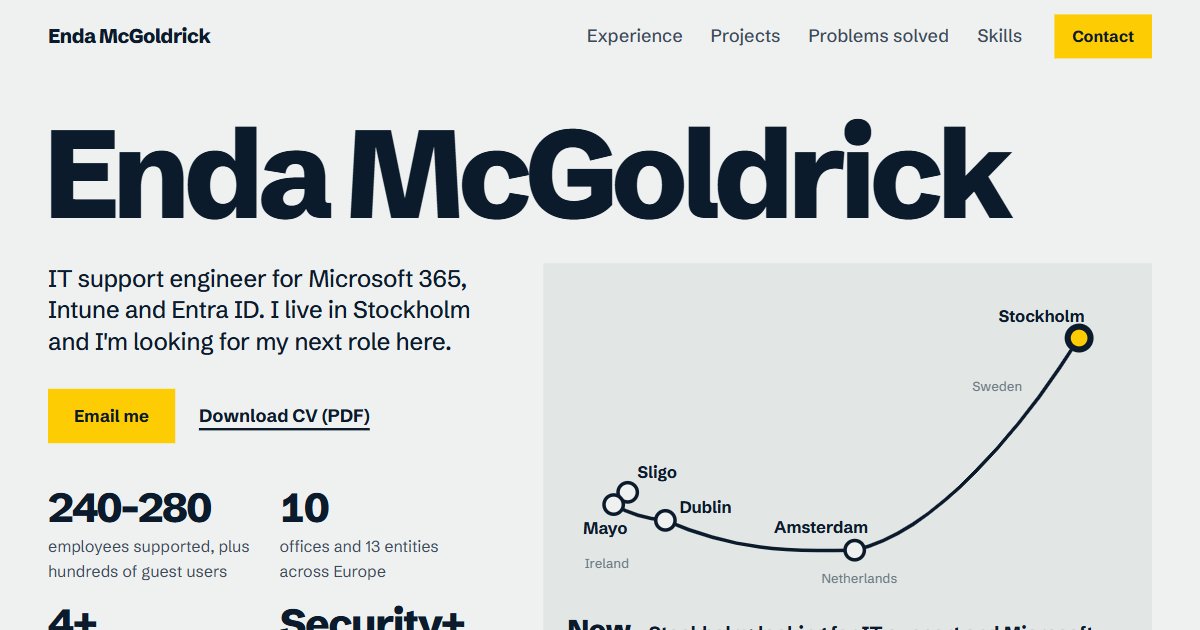 Enda McGoldrick
Experience
Projects
Problems solved
Skills
Contact
Enda McGoldrick
IT support engineer for Microsoft 365,
Intune and Entra ID. I live in Stockholm
and I'm looking for my next role here.
Email me
Download CV (PDF)
240-280
employees supported, plus
hundreds of guest users
10
offices and 13 entities
across Europe
4+
Security+
Stockholm
Sweden
Sligo
Mayo
Dublin
Ireland
Amsterdam
Netherlands
Now